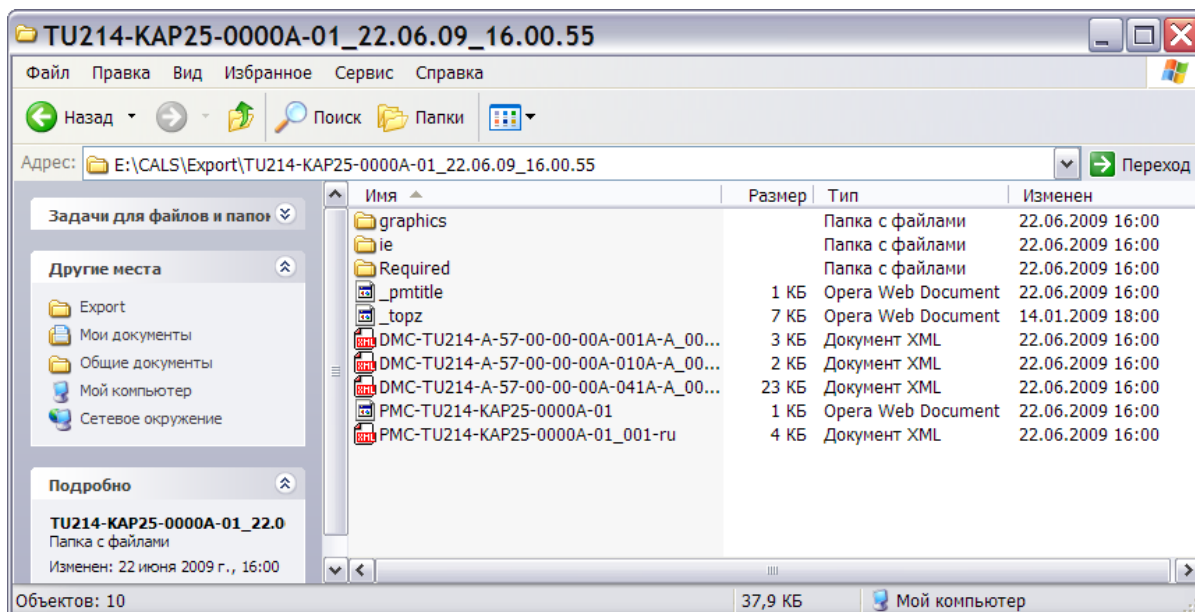 TU214-KAP25-0000A-01_22.06.09_16.00.55
Файл Правка Вид Избранное Сервис Справка
Назад Поиск Папки
Адрес: E:\CALS\Export\TU214-KAP25-0000A-01_22.06.09_16.00.55 Переход
Задачи для файлов и папок
Другие места
Export
Мои документы
Общие документы
Мой компьютер
Сетевое окружение
Подробно
TU214-KAP25-0000A-01_22.0
Папка с файлами
Изменен: 22 июня 2009 г., 16:00
Имя Размер Тип Изменен
graphics Папка с файлами 22.06.2009 16:00
ie Папка с файлами 22.06.2009 16:00
Required Папка с файлами 22.06.2009 16:00
_pmtitle 1 КБ Opera Web Document 22.06.2009 16:00
_topz 7 КБ Opera Web Document 14.01.2009 18:00
DMC-TU214-A-57-00-00-00A-001A-A_00... 3 КБ Документ XML 22.06.2009 16:00
DMC-TU214-A-57-00-00-00A-010A-A_00... 2 КБ Документ XML 22.06.2009 16:00
DMC-TU214-A-57-00-00-00A-041A-A_00... 23 КБ Документ XML 22.06.2009 16:00
PMC-TU214-KAP25-0000A-01 1 КБ Opera Web Document 22.06.2009 16:00
PMC-TU214-KAP25-0000A-01_001-ru 4 КБ Документ XML 22.06.2009 16:00
Объектов: 10 37,9 КБ Мой компьютер